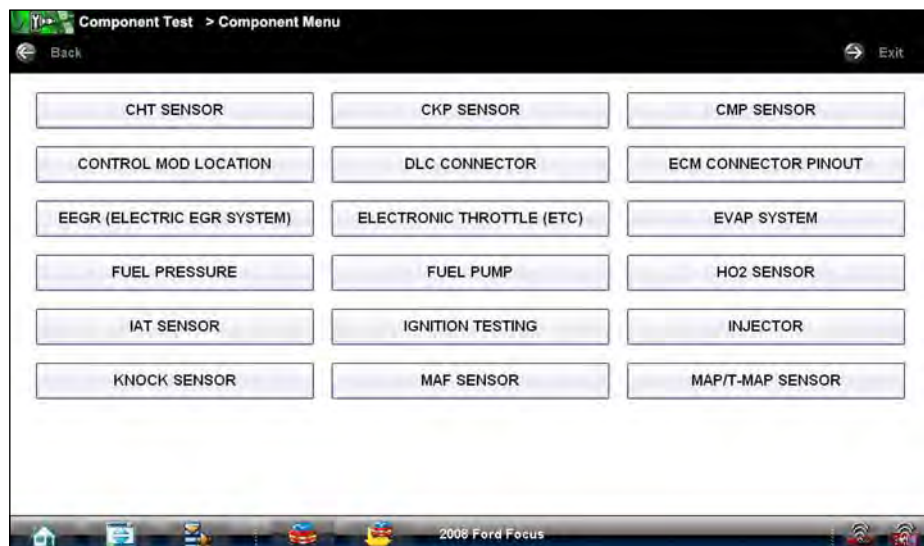 Component Test > Component Menu
Back Exit
CHT SENSOR CKP SENSOR CMP SENSOR
CONTROL MOD LOCATION DLC CONNECTOR ECM CONNECTOR PINOUT
EEGR (ELECTRIC EGR SYSTEM) ELECTRONIC THROTTLE (ETC) EVAP SYSTEM
FUEL PRESSURE FUEL PUMP HO2 SENSOR
IAT SENSOR IGNITION TESTING INJECTOR
KNOCK SENSOR MAF SENSOR MAP/T-MAP SENSOR
2008 Ford Focus